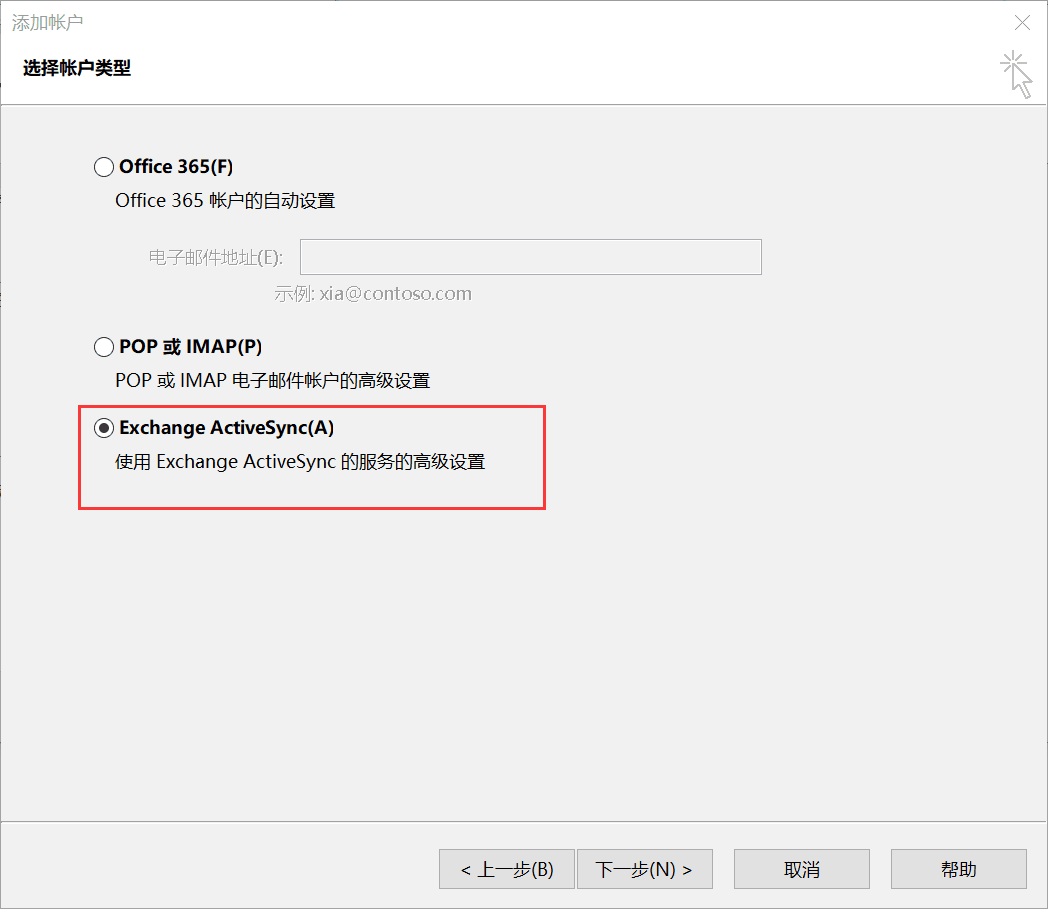 添加帐户
选择帐户类型
Office 365(F)
Office 365 帐户的自动设置
电子邮件地址(E):
示例: xia@contoso.com
POP 或 IMAP(P)
POP 或 IMAP 电子邮件帐户的高级设置
Exchange ActiveSync(A)
使用 Exchange ActiveSync 的服务的高级设置
< 上一步(B) 下一步(N) > 取消 帮助